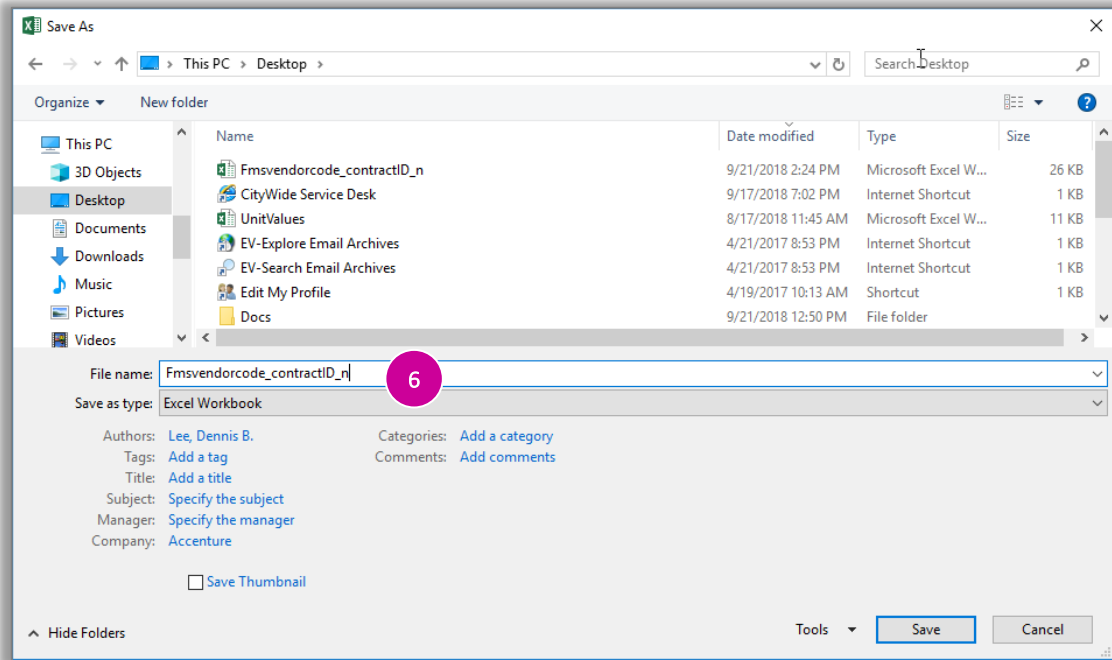 Save As
This PC > Desktop >
Search Desktop
Organize
New folder
?
This PC
3D Objects
Desktop
Documents
Downloads
Music
Pictures
Videos
Name Date modified Type Size
Fmsvendorcode_contractID_n 9/21/2018 2:24 PM Microsoft Excel W... 26 KB
CityWide Service Desk 9/17/2018 7:02 PM Internet Shortcut 1 KB
UnitValues 8/17/2018 11:45 AM Microsoft Excel W... 11 KB
EV-Explore Email Archives 4/21/2017 8:53 PM Internet Shortcut 1 KB
EV-Search Email Archives 4/21/2017 8:53 PM Internet Shortcut 1 KB
Edit My Profile 4/19/2017 10:13 AM Shortcut 1 KB
Docs 9/21/2018 12:50 PM File folder
File name: Fmsvendorcode_contractID_n
6
Save as type: Excel Workbook
Authors: Lee, Dennis B.
Tags: Add a tag
Title: Add a title
Subject: Specify the subject
Manager: Specify the manager
Company: Accenture
Categories: Add a category
Comments: Add comments
Save Thumbnail
Hide Folders
Tools
Save
Cancel